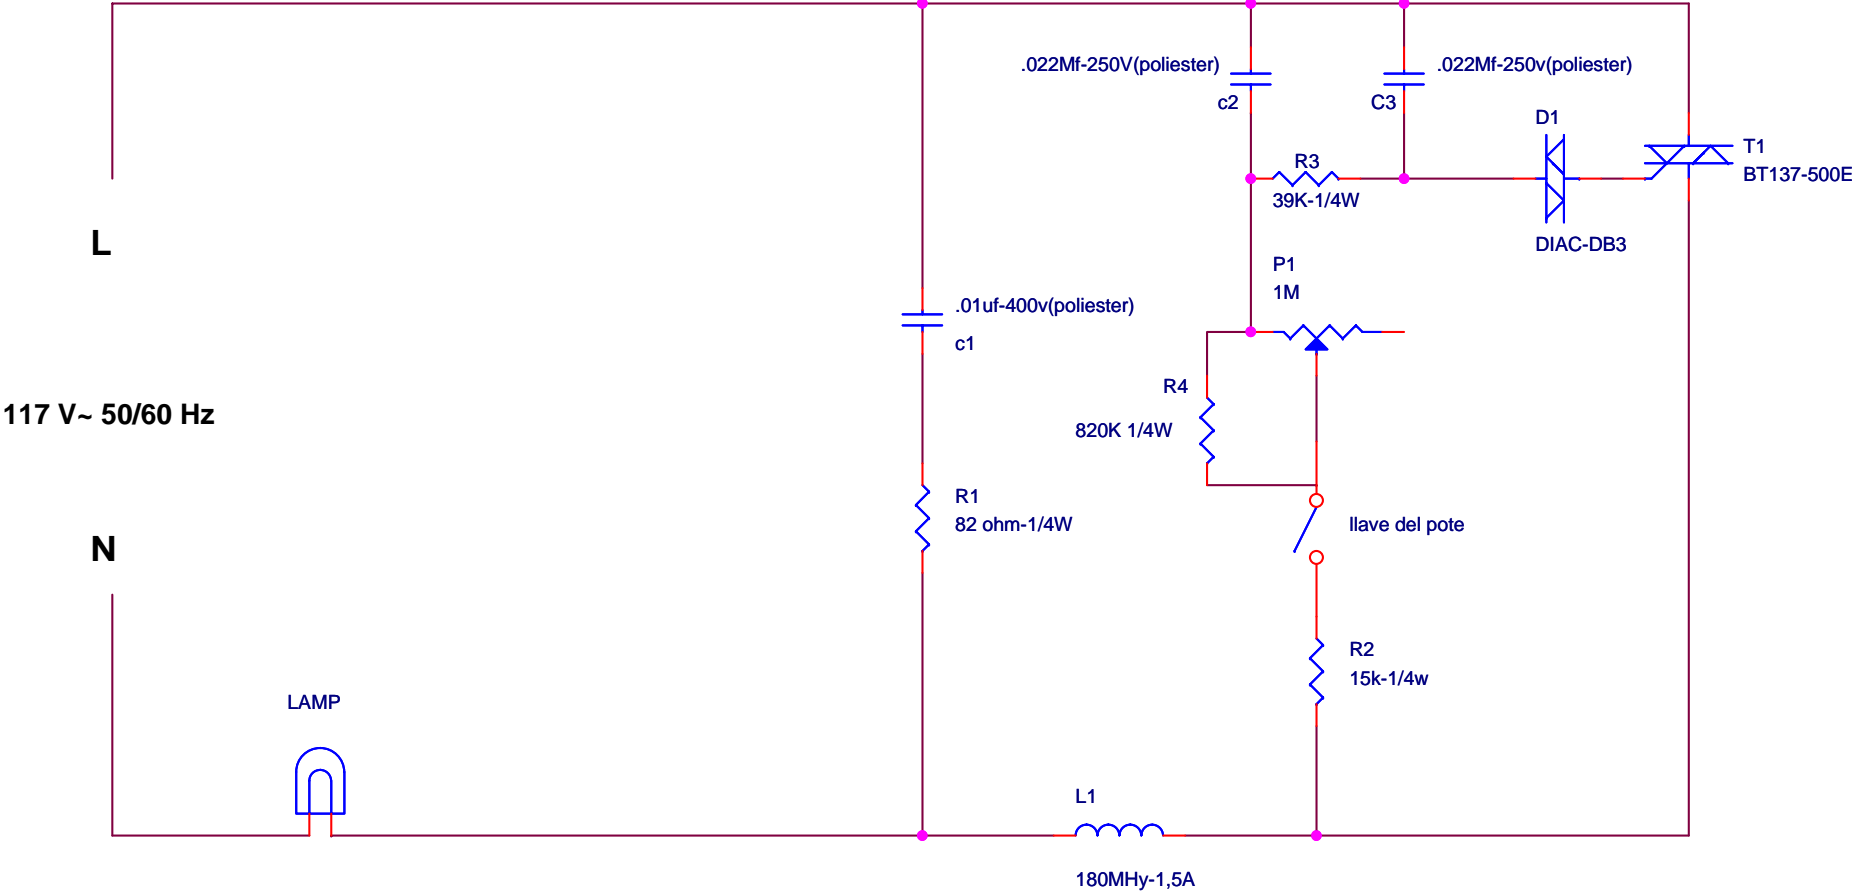 .022Mf-250V(poliester)
c2
.022Mf-250v(poliester)
C3
D1
T1
BT137-500E
R3
39K-1/4W
DIAC-DB3
L
P1
1M
.01uf-400v(poliester)
c1
R4
820K 1/4W
117 V~ 50/60 Hz
R1
82 ohm-1/4W
llave del pote
N
R2
15k-1/4w
LAMP
L1
180MHy-1,5A